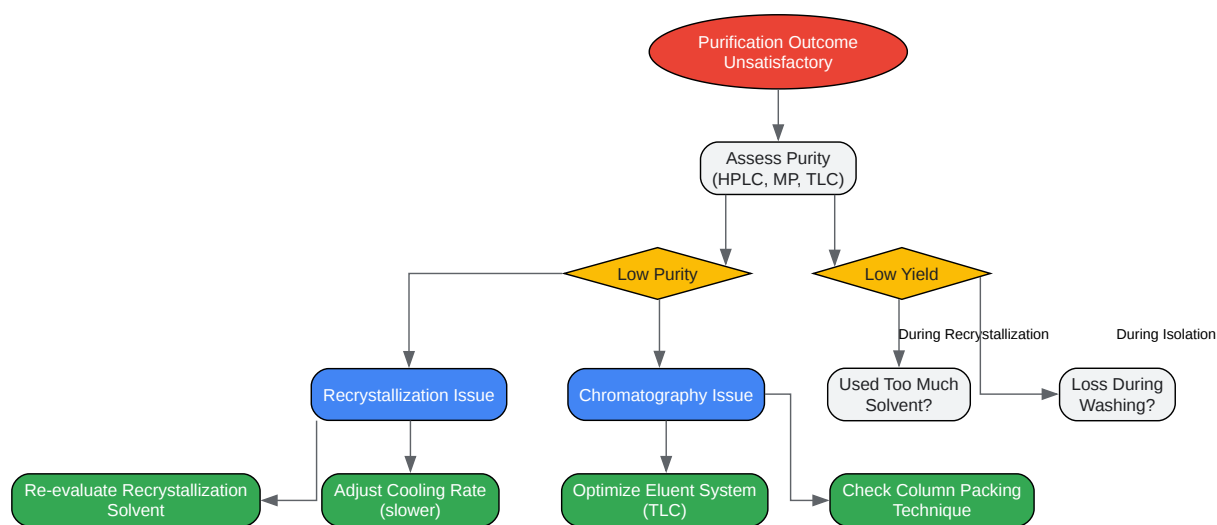 Purification Outcome
Unsatisfactory
Assess Purity
(HPLC, MP, TLC)
Low Purity
Low Yield
During Recrystallization
During Isolation
Recrystallization Issue
Chromatography Issue
Used Too Much
Solvent?
Loss During
Washing?
Re-evaluate Recrystallization
Solvent
Adjust Cooling Rate
(slower)
Optimize Eluent System
(TLC)
Check Column Packing
Technique